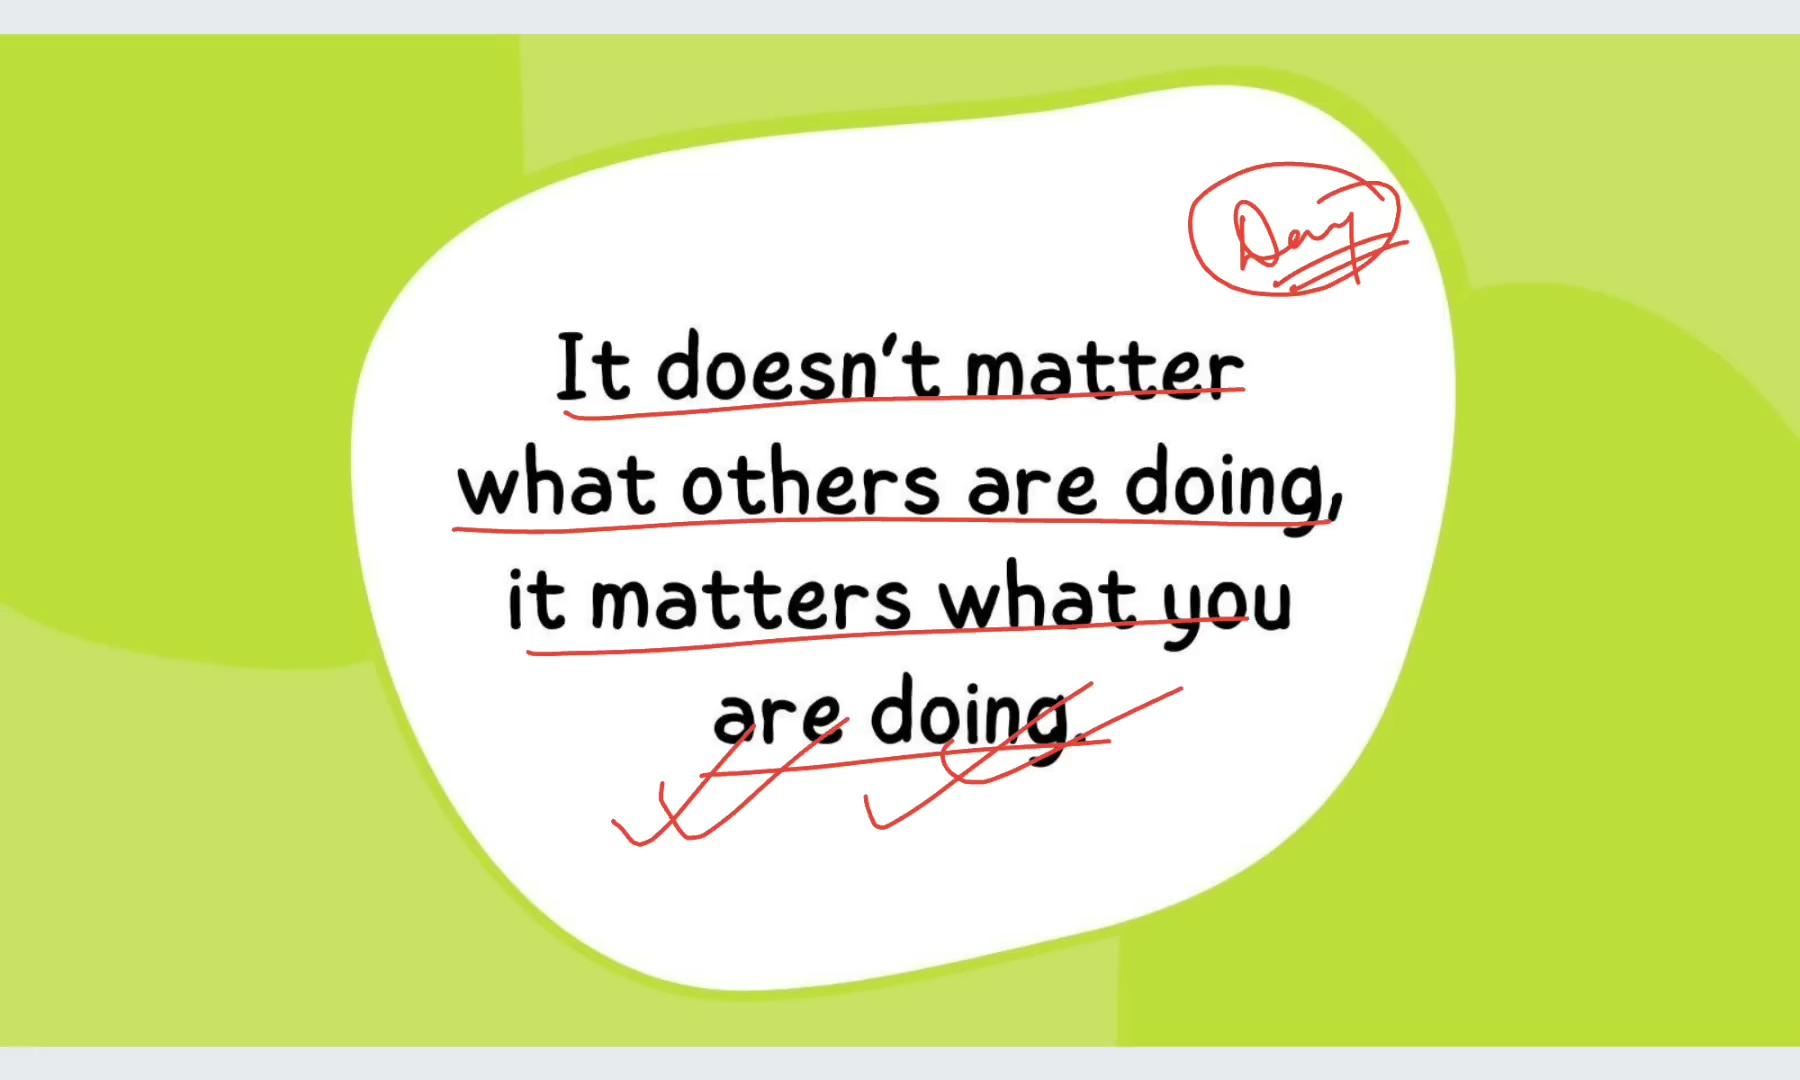 It doesn't matter
what others are doing,
it matters what you
are doing.